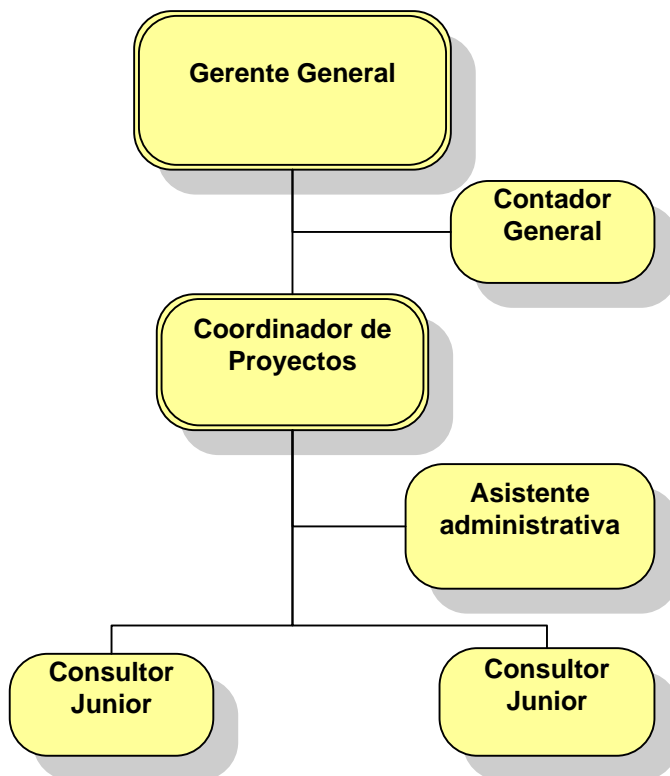 Gerente General
Contador
General
Coordinador de
Proyectos
Asistente
administrativa
Consultor
Junior
Consultor
Junior